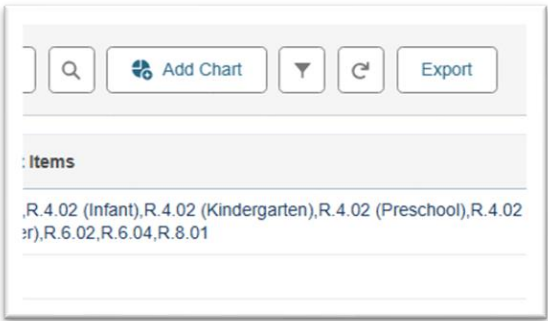 Add Chart Export
: Items
,R.4.02 (Infant),R.4.02 (Kindergarten),R.4.02 (Preschool),R.4.02
er),R.6.02,R.6.04,R.8.01